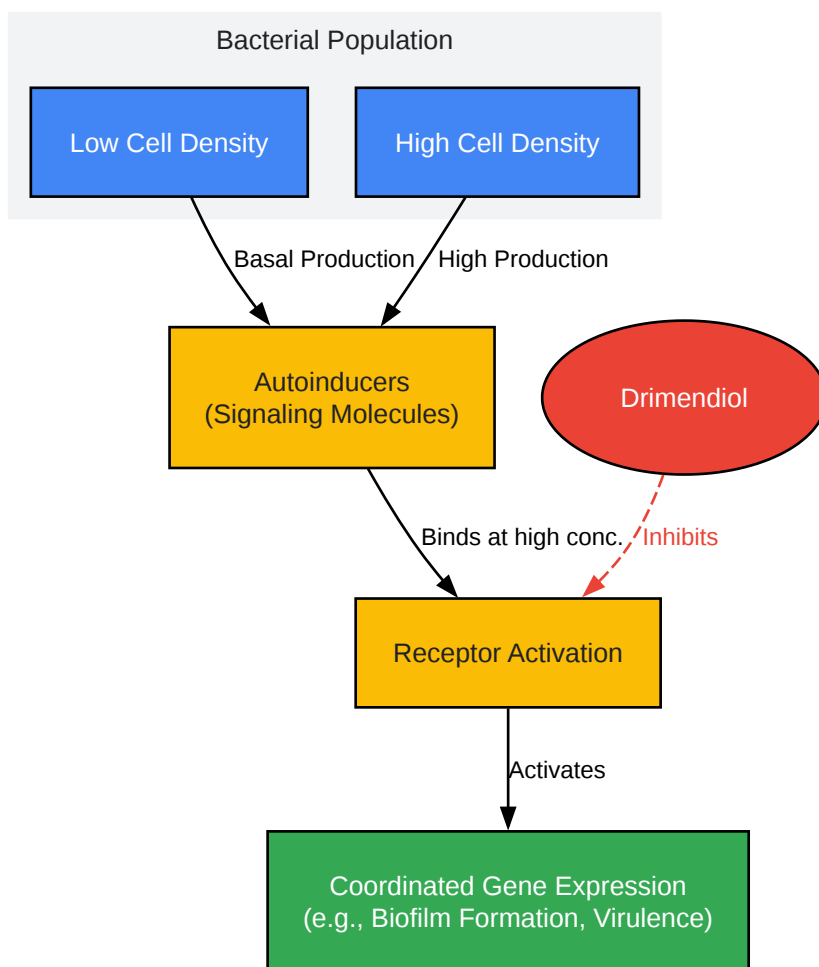 Bacterial Population
Low Cell Density
High Cell Density
Basal Production
High Production
Autoinducers
(Signaling Molecules)
Drimendiol
Binds at high conc.
Inhibits
Receptor Activation
Activates
Coordinated Gene Expression
(e.g., Biofilm Formation, Virulence)